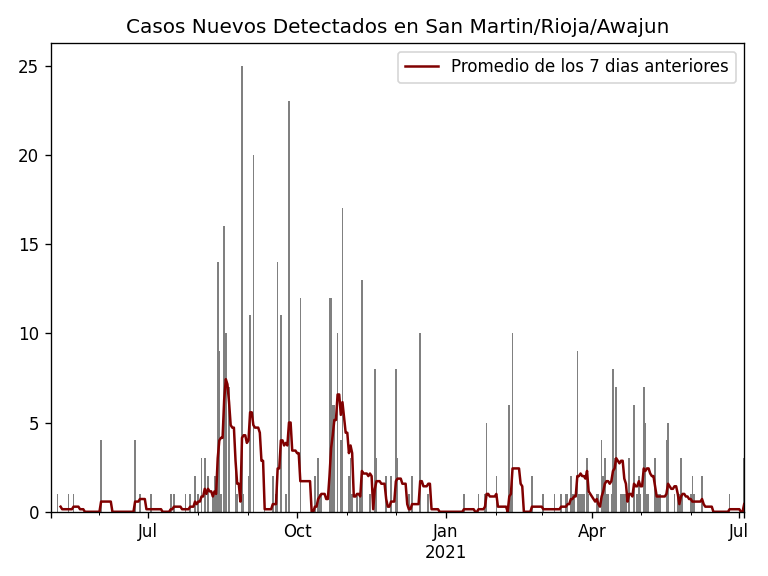 Casos Nuevos Detectados en San Martin/Rioja/Awajun
Promedio de los 7 dias anteriores
25
20
15
10
5
0
Jul Oct Jan Apr Jul
2021